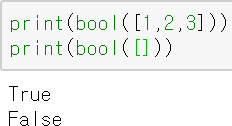 print(bool([1,2,3]))
print(bool([]))
True
False